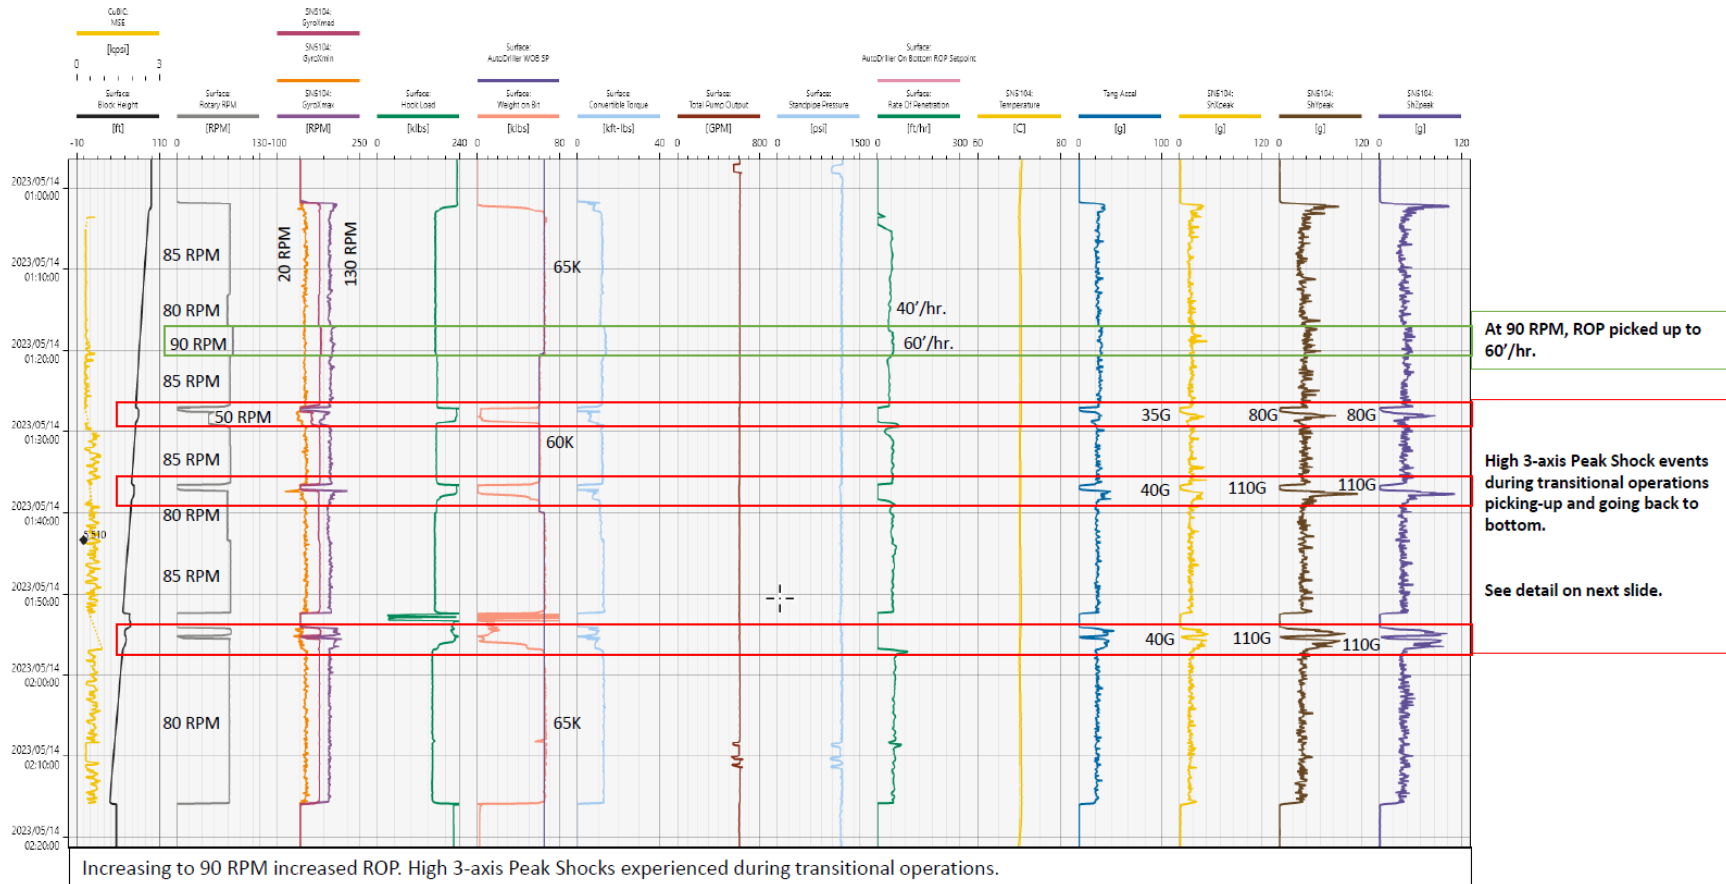 CuBIC:
MSE
[kpsi]
0 3
SN5104:
GyroXmed
SN5104:
GyroXmin
Surface:
AutoDriller WOB SP
Surface:
AutoDriller On Bottom ROP Setpoint
Surface:
Block Height
Surface:
Rotary RPM
SN5104:
GyroXmax
Surface:
Hook Load
Surface:
Weight on Bit
Surface:
Convertible Torque
Surface:
Total Pump Output
Surface:
Standpipe Pressure
Surface:
Rate Of Penetration
SN5104:
Temperature
Tang Accel
SN5104:
ShXpeak
SN5104:
ShYpeak
SN5104:
ShZpeak
[ft] [RPM] [RPM] [klbs] [klbs] [kft-lbs] [GPM] [psi] [ft/hr] [C] [g] [g] [g] [g]
-10 110 0 130 -100 250 0 240 0 80 0 40 0 800 0 1500 0 300 60 80 0 100 0 120 0 120 0 120
2023/05/14
01:00:00
85 RPM
20 RPM
130 RPM
65K
2023/05/14
01:10:00
80 RPM
40’/hr.
2023/05/14
01:20:00
90 RPM
60’/hr.
At 90 RPM, ROP picked up to
60’/hr.
85 RPM
50 RPM
35G 80G 80G
2023/05/14
01:30:00
60K
85 RPM
High 3-axis Peak Shock events
during transitional operations
picking-up and going back to
bottom.
40G 110G 110G
2023/05/14
01:40:00
80 RPM
5,510
85 RPM
2023/05/14
01:50:00
See detail on next slide.
40G 110G 110G
2023/05/14
02:00:00
80 RPM
65K
2023/05/14
02:10:00
2023/05/14
02:20:00
Increasing to 90 RPM increased ROP. High 3-axis Peak Shocks experienced during transitional operations.